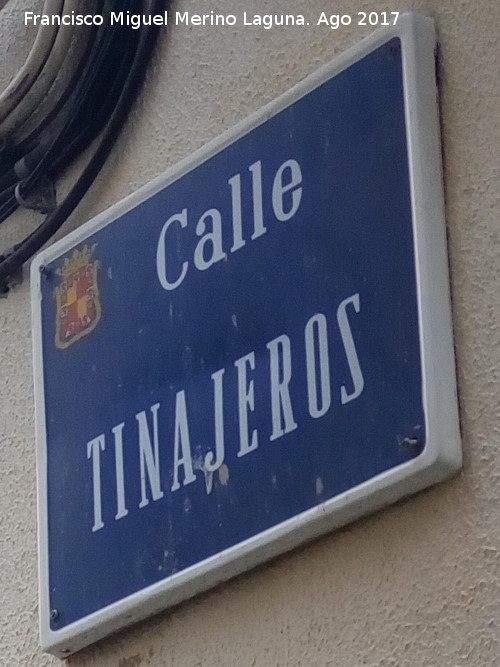 Francisco Miguel Merino Laguna. Ago 2017
Calle
TINAJEROS